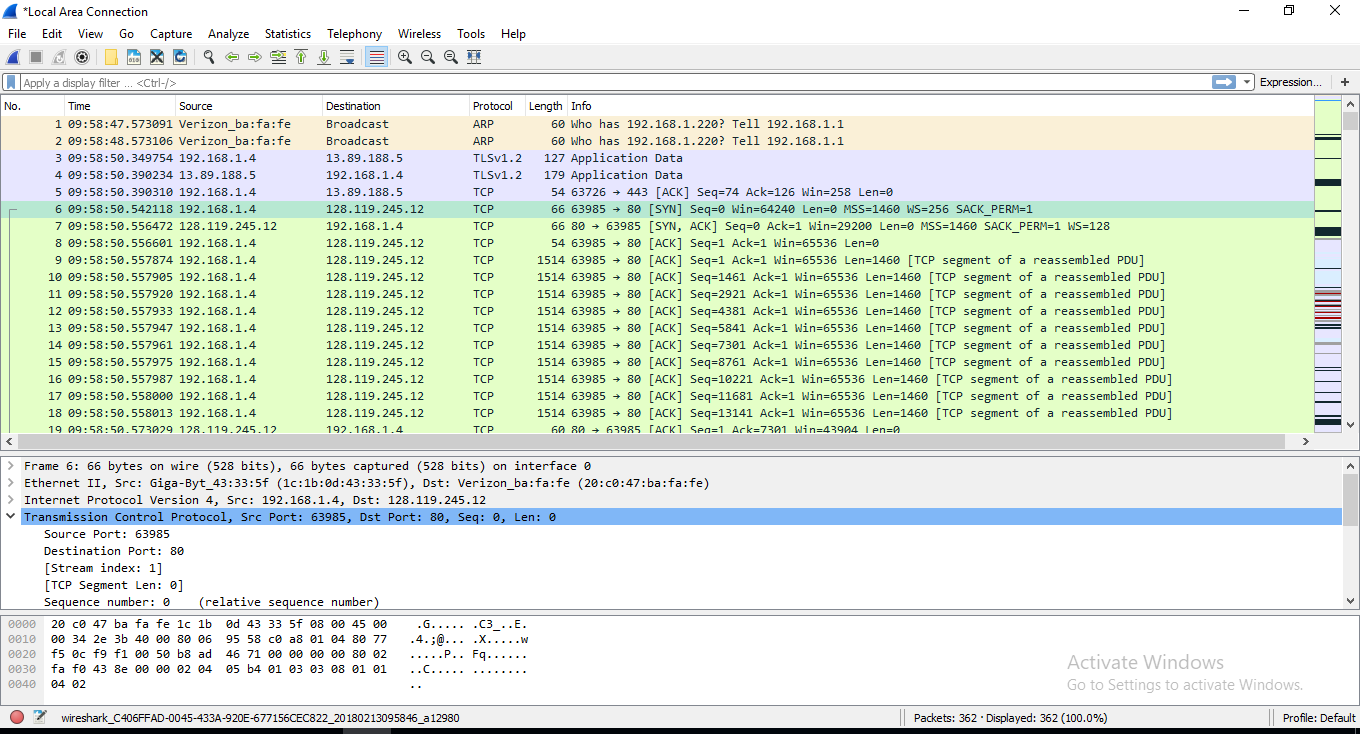 *Local Area Connection
File Edit View Go Capture Analyze Statistics Telephony Wireless Tools Help
Apply a display filter ... <Ctrl-/> Expression... +
No. Time Source Destination Protocol Length Info
1 09:58:47.573091 Verizon_ba:fa:fe Broadcast ARP 60 Who has 192.168.1.220? Tell 192.168.1.1
2 09:58:48.573106 Verizon_ba:fa:fe Broadcast ARP 60 Who has 192.168.1.220? Tell 192.168.1.1
3 09:58:50.349754 192.168.1.4 13.89.188.5 TLSv1.2 127 Application Data
4 09:58:50.390234 13.89.188.5 192.168.1.4 TLSv1.2 179 Application Data
5 09:58:50.390310 192.168.1.4 13.89.188.5 TCP 54 63726 → 443 [ACK] Seq=74 Ack=126 Win=258 Len=0
6 09:58:50.542118 192.168.1.4 128.119.245.12 TCP 66 63985 → 80 [SYN] Seq=0 Win=64240 Len=0 MSS=1460 WS=256 SACK_PERM=1
7 09:58:50.556472 128.119.245.12 192.168.1.4 TCP 66 80 → 63985 [SYN, ACK] Seq=0 Ack=1 Win=29200 Len=0 MSS=1460 SACK_PERM=1 WS=128
8 09:58:50.556601 192.168.1.4 128.119.245.12 TCP 54 63985 → 80 [ACK] Seq=1 Ack=1 Win=65536 Len=0
9 09:58:50.557874 192.168.1.4 128.119.245.12 TCP 1514 63985 → 80 [ACK] Seq=1 Ack=1 Win=65536 Len=1460 [TCP segment of a reassembled PDU]
10 09:58:50.557905 192.168.1.4 128.119.245.12 TCP 1514 63985 → 80 [ACK] Seq=1461 Ack=1 Win=65536 Len=1460 [TCP segment of a reassembled PDU]
11 09:58:50.557920 192.168.1.4 128.119.245.12 TCP 1514 63985 → 80 [ACK] Seq=2921 Ack=1 Win=65536 Len=1460 [TCP segment of a reassembled PDU]
12 09:58:50.557933 192.168.1.4 128.119.245.12 TCP 1514 63985 → 80 [ACK] Seq=4381 Ack=1 Win=65536 Len=1460 [TCP segment of a reassembled PDU]
13 09:58:50.557947 192.168.1.4 128.119.245.12 TCP 1514 63985 → 80 [ACK] Seq=5841 Ack=1 Win=65536 Len=1460 [TCP segment of a reassembled PDU]
14 09:58:50.557961 192.168.1.4 128.119.245.12 TCP 1514 63985 → 80 [ACK] Seq=7301 Ack=1 Win=65536 Len=1460 [TCP segment of a reassembled PDU]
15 09:58:50.557975 192.168.1.4 128.119.245.12 TCP 1514 63985 → 80 [ACK] Seq=8761 Ack=1 Win=65536 Len=1460 [TCP segment of a reassembled PDU]
16 09:58:50.557987 192.168.1.4 128.119.245.12 TCP 1514 63985 → 80 [ACK] Seq=10221 Ack=1 Win=65536 Len=1460 [TCP segment of a reassembled PDU]
17 09:58:50.558000 192.168.1.4 128.119.245.12 TCP 1514 63985 → 80 [ACK] Seq=11681 Ack=1 Win=65536 Len=1460 [TCP segment of a reassembled PDU]
18 09:58:50.558013 192.168.1.4 128.119.245.12 TCP 1514 63985 → 80 [ACK] Seq=13141 Ack=1 Win=65536 Len=1460 [TCP segment of a reassembled PDU]
19 09:58:50.573029 128.119.245.12 192.168.1.4 TCP 60 80 → 63985 [ACK] Seq=1 Ack=7301 Win=43904 Len=0
Frame 6: 66 bytes on wire (528 bits), 66 bytes captured (528 bits) on interface 0
Ethernet II, Src: Giga-Byt_43:33:5f (1c:1b:0d:43:33:5f), Dst: Verizon_ba:fa:fe (20:c0:47:ba:fa:fe)
Internet Protocol Version 4, Src: 192.168.1.4, Dst: 128.119.245.12
Transmission Control Protocol, Src Port: 63985, Dst Port: 80, Seq: 0, Len: 0
Source Port: 63985
Destination Port: 80
[Stream index: 1]
[TCP Segment Len: 0]
Sequence number: 0 (relative sequence number)
0000 20 c0 47 ba fa fe 1c 1b 0d 43 33 5f 08 00 45 00 .G..... .C3_..E.
0010 00 34 2e 3b 40 00 80 06 95 58 c0 a8 01 04 80 77 .4.;@... .X.....w
0020 f5 0c f9 f1 00 50 b8 ad 46 71 00 00 00 00 80 02 .....P.. Fq......
0030 fa f0 43 8e 00 00 02 04 05 b4 01 03 03 08 01 01 ..C..... ........
0040 04 02 ..
Activate Windows
Go to Settings to activate Windows.
wireshark_C406FFAD-0045-433A-920E-677156CEC822_20180213095846_a12980 Packets: 362 · Displayed: 362 (100.0%) Profile: Default